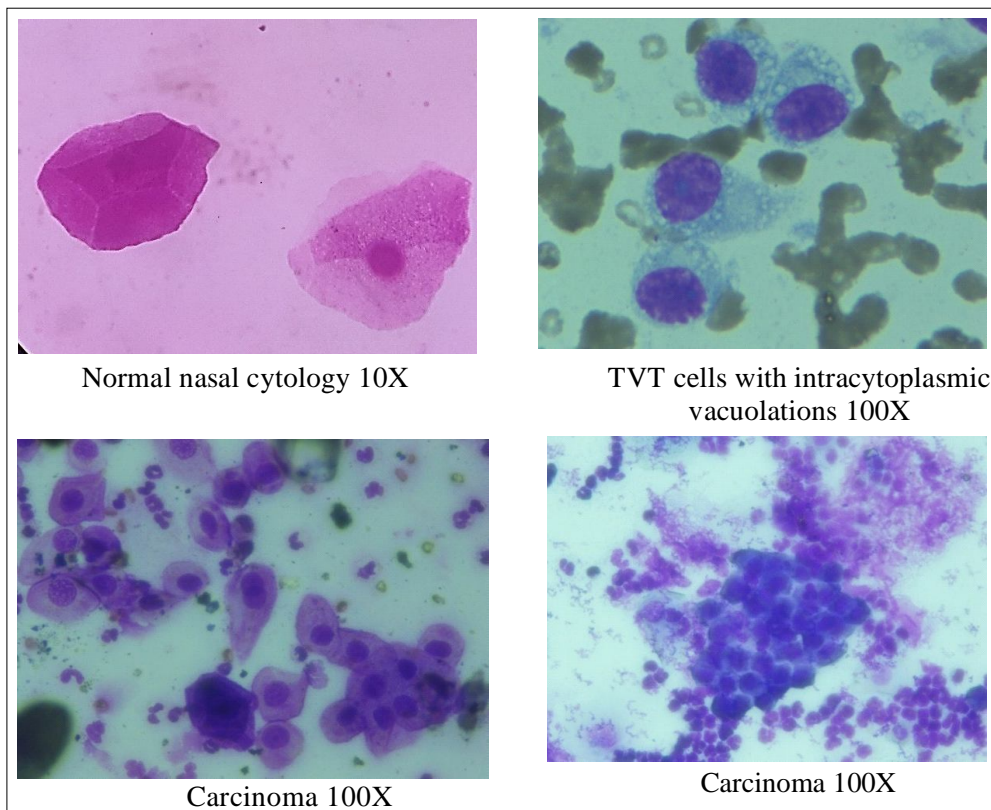 Normal nasal cytology 10X
TVT cells with intracytoplasmic
vacuolations 100X
Carcinoma 100X
Carcinoma 100X